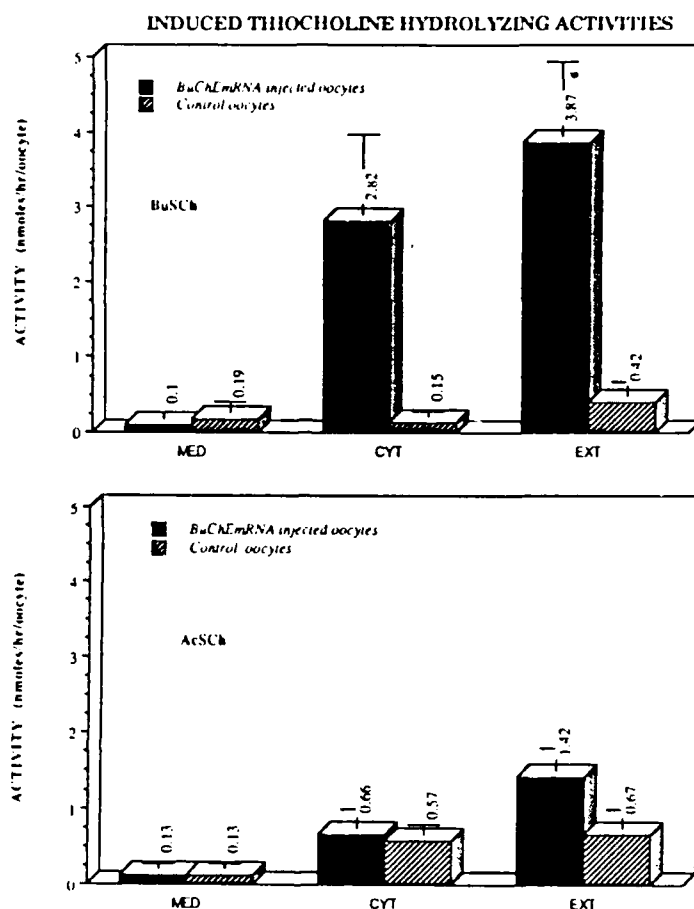 INDUCED THIOCHOLINE HYDROLYZING ACTIVITIES
5
4
3
2
1
0
ACTIVITY (nmoles/hr/oocyte)
BuChEmRNA injected oocytes
Control oocytes
BuSCh
0.1
0.19
2.82
0.15
3.87
0.42
MED
CYT
EXT
5
4
3
2
1
0
ACTIVITY (nmoles/hr/oocyte)
BuChEmRNA injected oocytes
Control oocytes
AcSCh
0.13
0.13
0.66
0.57
1.42
0.67
MED
CYT
EXT